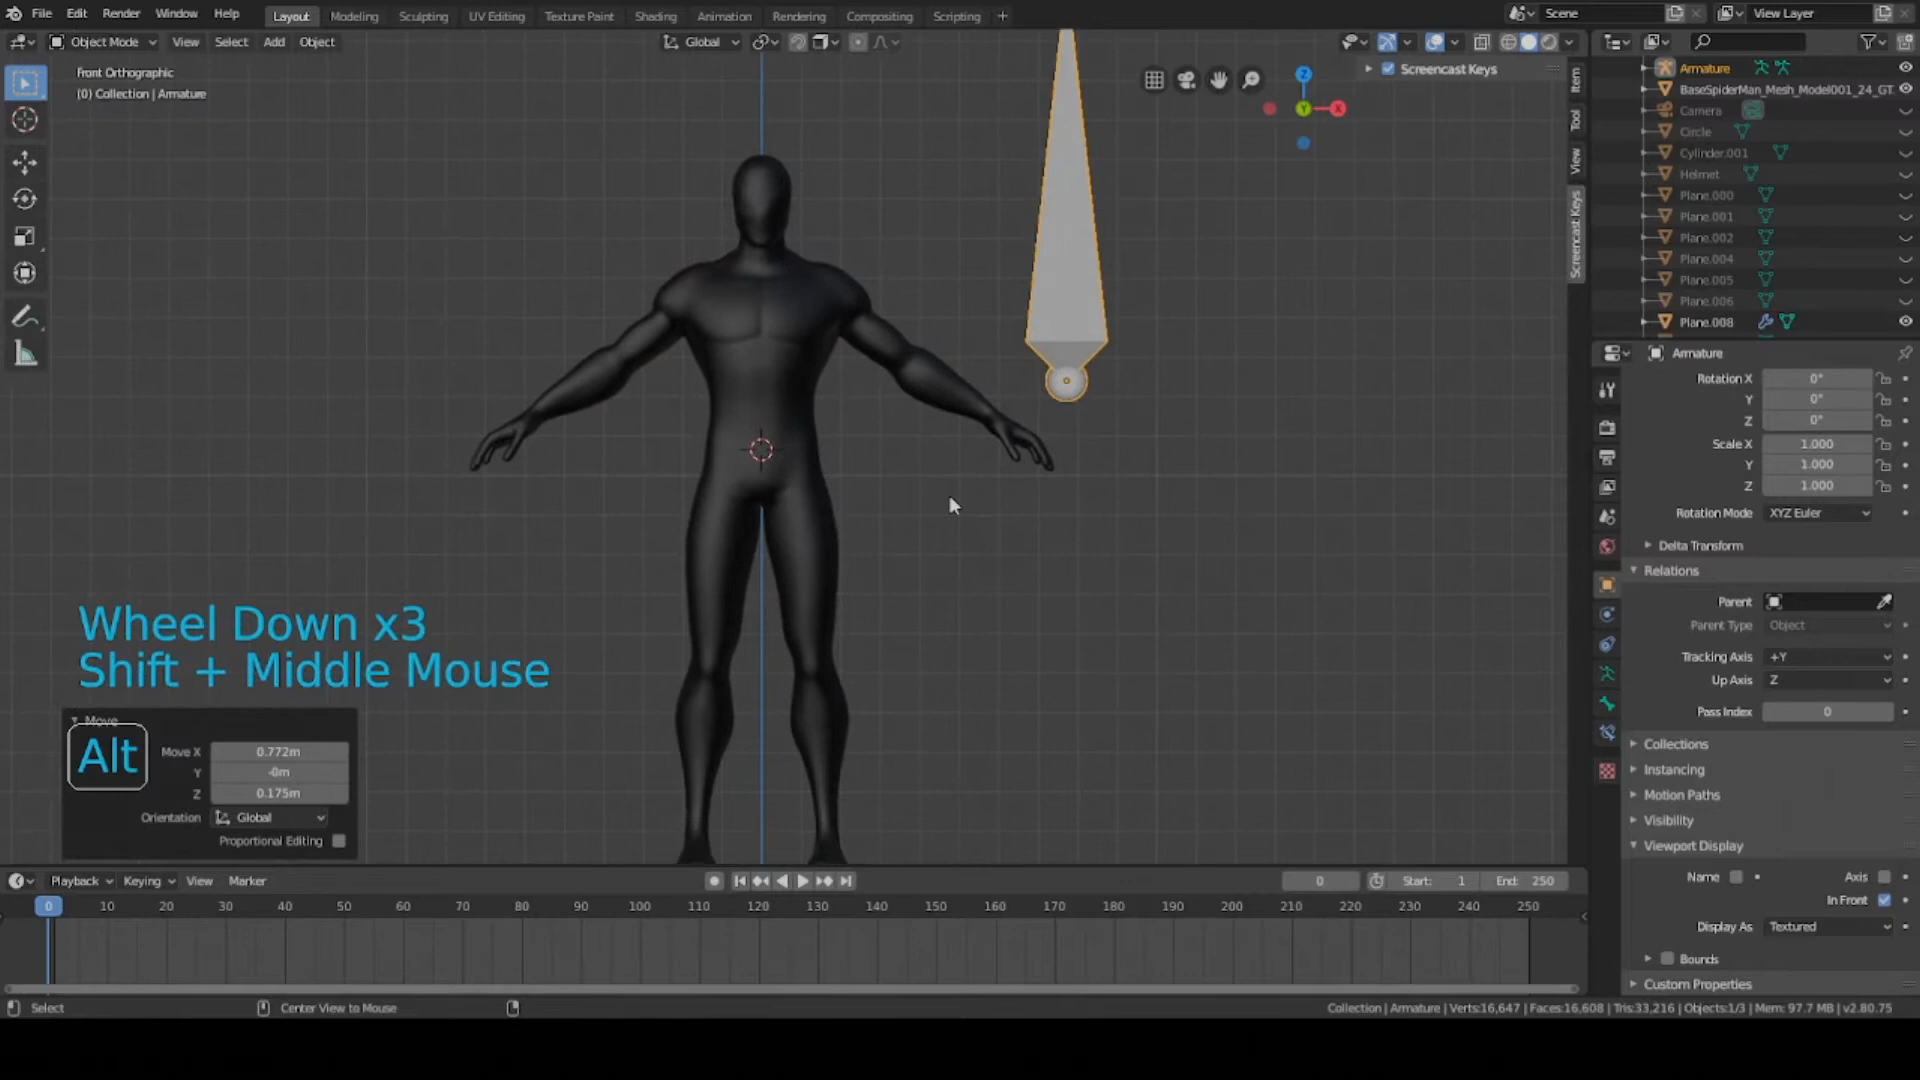 File Edit Render Window Help Layout Modeling Sculpting UV Editing Texture Paint Shading Animation Rendering Compositing Scripting + Scene View Layer
Object Mode View Select Add Object Global
Front Orthographic
(0) Collection | Armature
Z
Y
X
Screencast Keys
Item
Tool
View
Screencast Keys
Armature
BaseSpiderMan_Mesh_Model001_24_GT
Camera
Circle
Cylinder.001
Helmet
Plane.000
Plane.001
Plane.002
Plane.004
Plane.005
Plane.006
Plane.008
Armature
Rotation X 0°
Y 0°
Z 0°
Scale X 1.000
Y 1.000
Z 1.000
Rotation Mode XYZ Euler
Delta Transform
Relations
Parent
Parent Type Object
Tracking Axis +Y
Up Axis Z
Pass Index 0
Collections
Instancing
Motion Paths
Visibility
Viewport Display
Name Axis
In Front
Display As Textured
Bounds
Custom Properties
Wheel Down x3
Shift + Middle Mouse
Move
Alt
Move X 0.772m
Y -0m
Z 0.175m
Orientation Global
Proportional Editing
Playback Keying View Marker 0 Start: 1 End: 250
0 10 20 30 40 50 60 70 80 90 100 110 120 130 140 150 160 170 180 190 200 210 220 230 240 250
Select Center View to Mouse Collection | Armature | Verts:16,647 | Faces:16,608 | Tris:33,216 | Objects:1/3 | Mem: 97.7 MB | v2.80.75